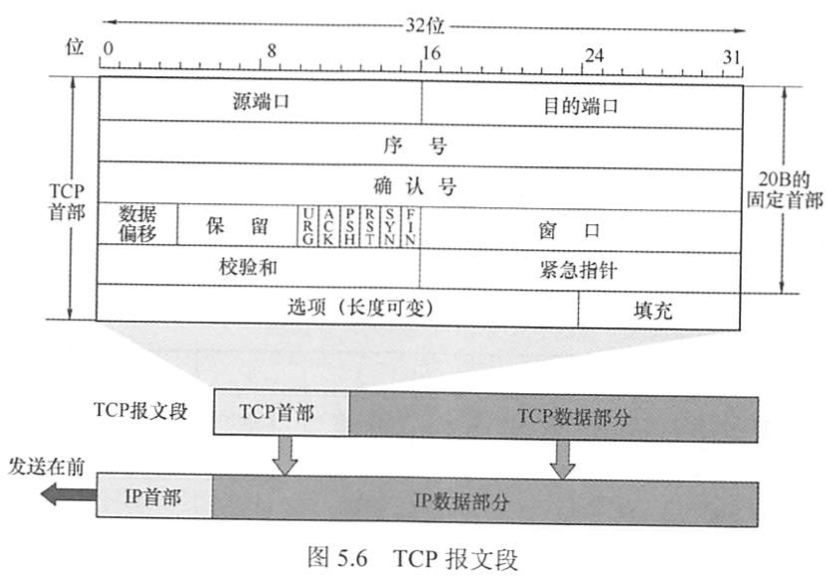 32位
位 0 8 16 24 31
源端口 目的端口
序 号
确 认 号
TCP
首部
20B的
固定首部
数据
偏移
保 留
URG
ACK
PSH
RST
SYN
FIN
窗 口
校验和 紧急指针
选项（长度可变） 填充
TCP报文段 TCP首部 TCP数据部分
发送在前
IP首部 IP数据部分
图 5.6 TCP 报文段